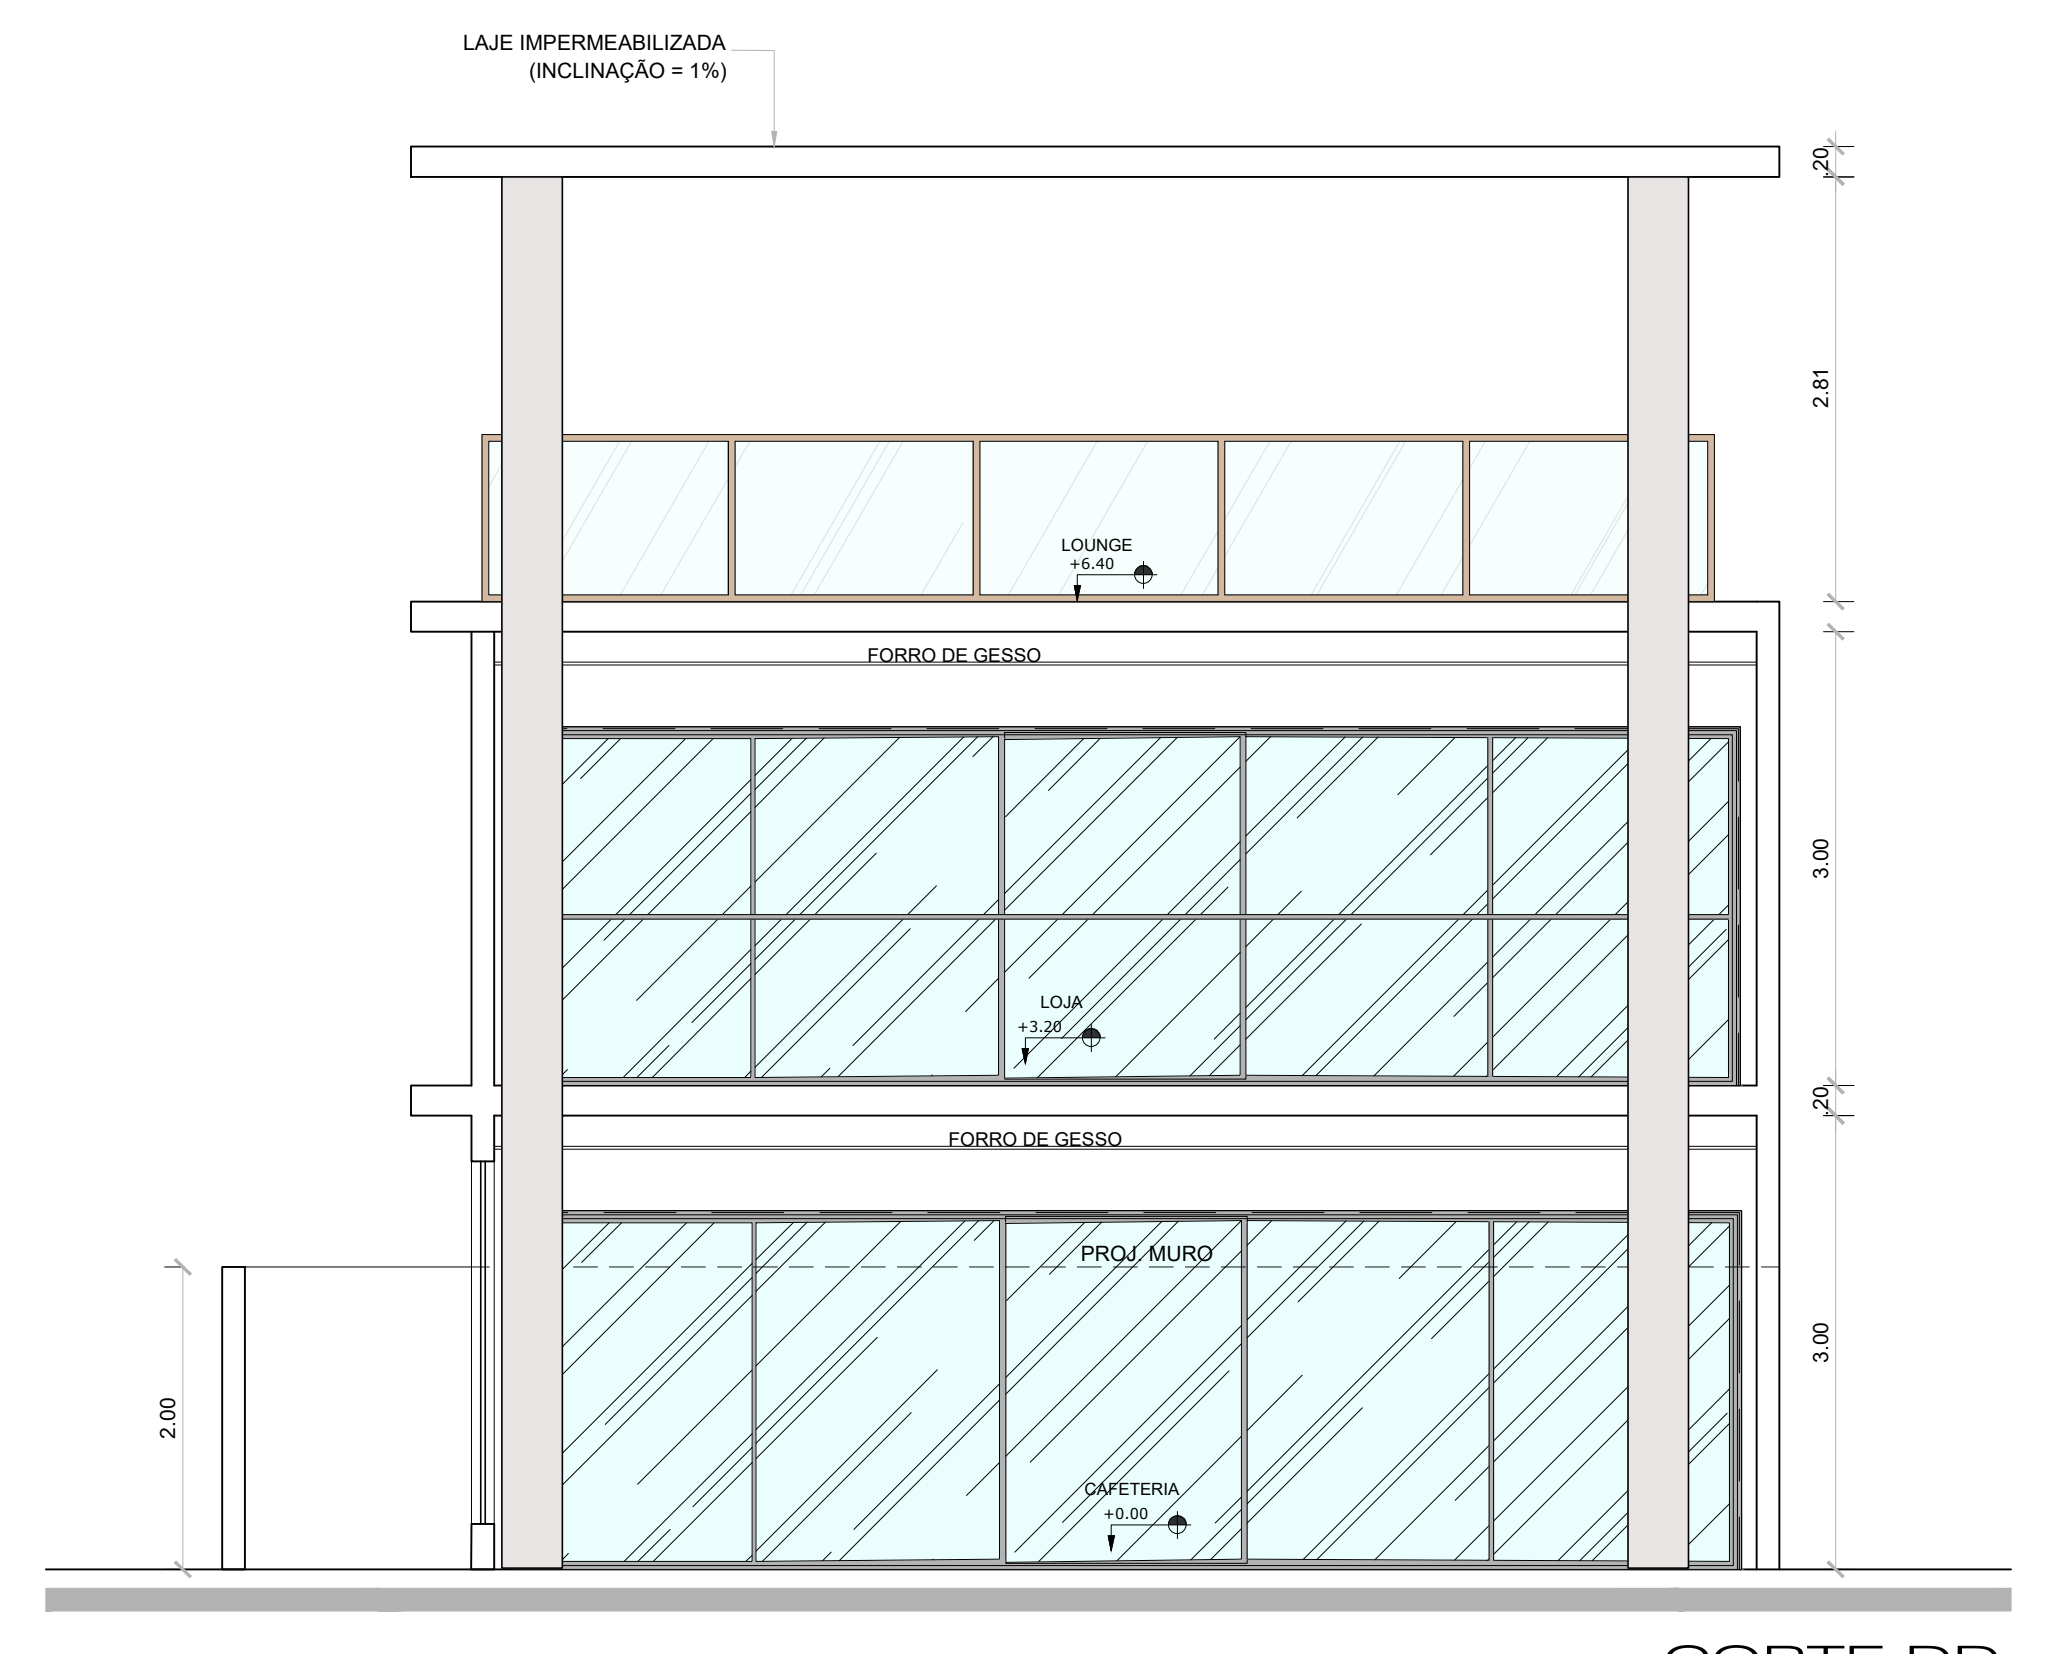 LAJE IMPERMEABILIZADA
(INCLINAÇÃO = 1%)
.20
2.81
LOUNGE
+6.40
FORRO DE GESSO
3.00
LOJA
+3.20
.20
FORRO DE GESSO
PROJ. MURO
3.00
2.00
CAFETERIA
+0.00